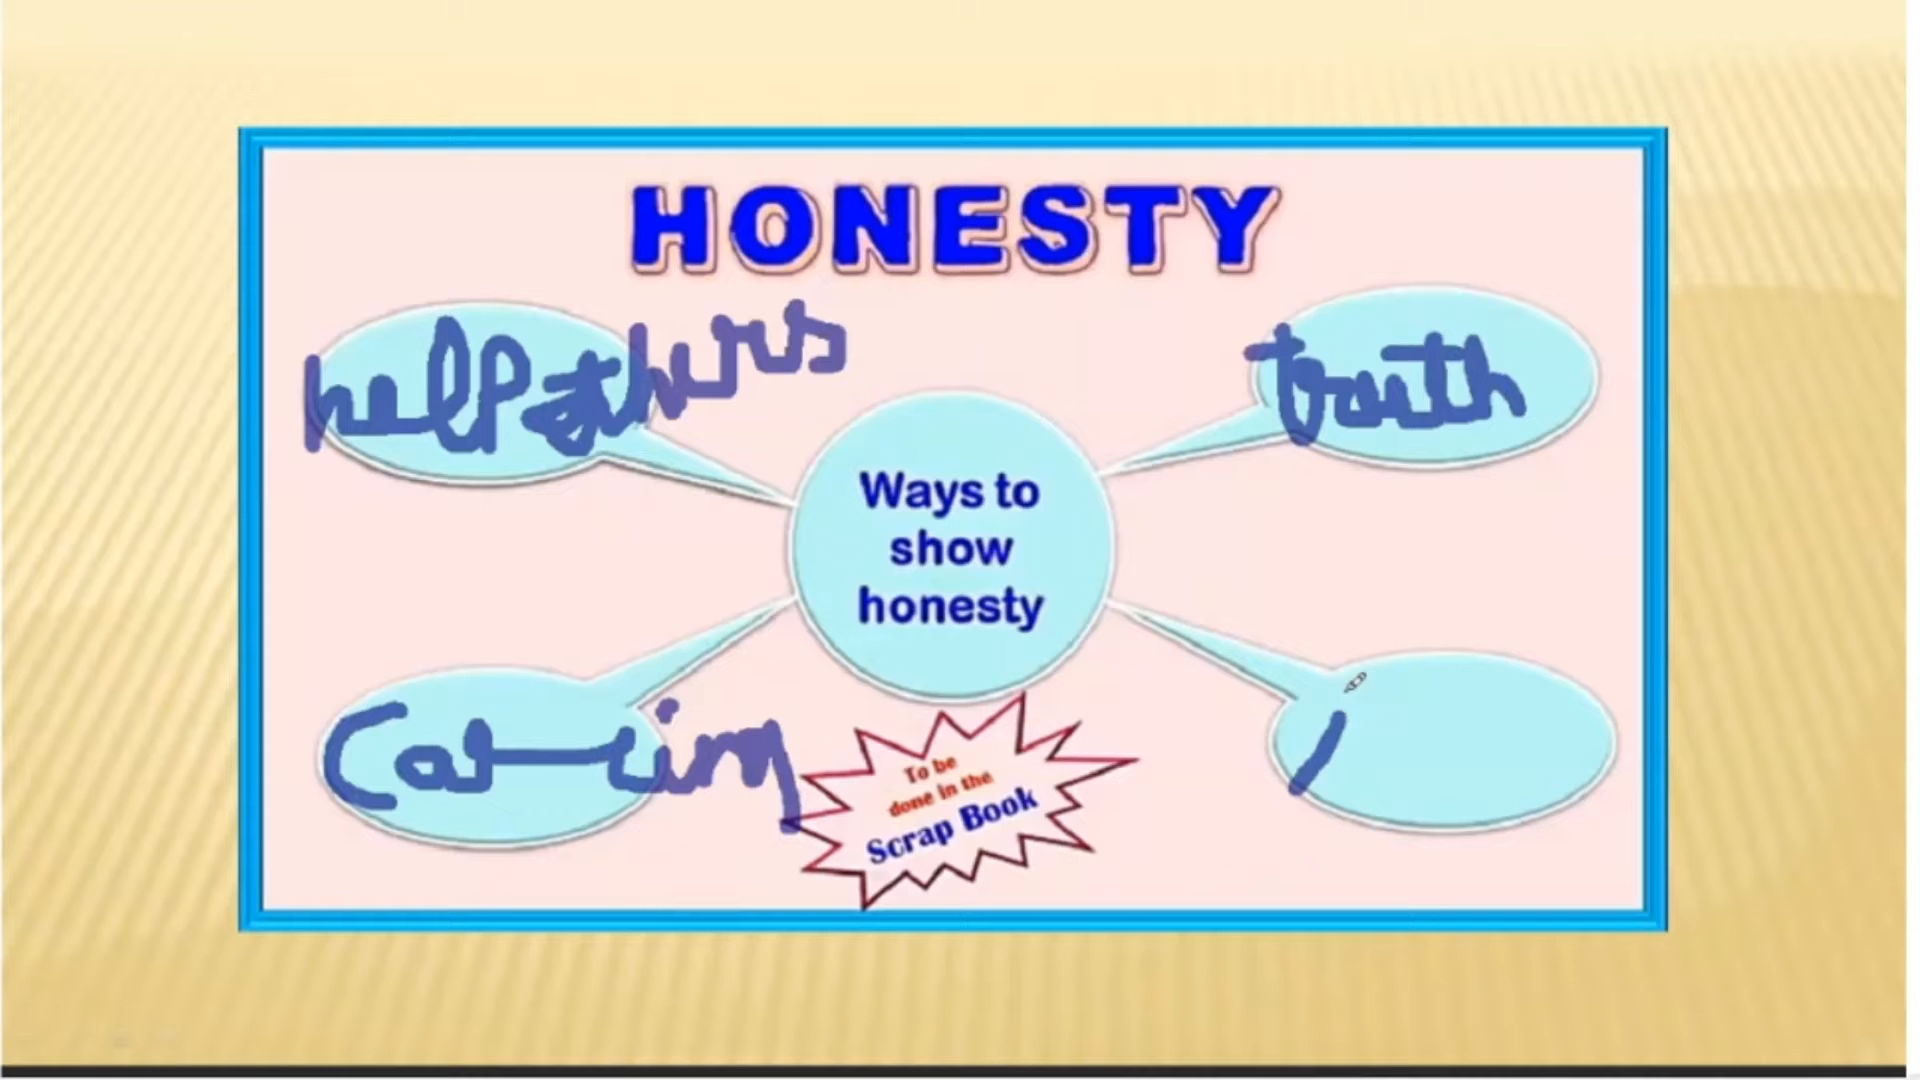 HONESTY
help others
truth
Ways to
show
honesty
Caring
To be
done in the
Scrap Book